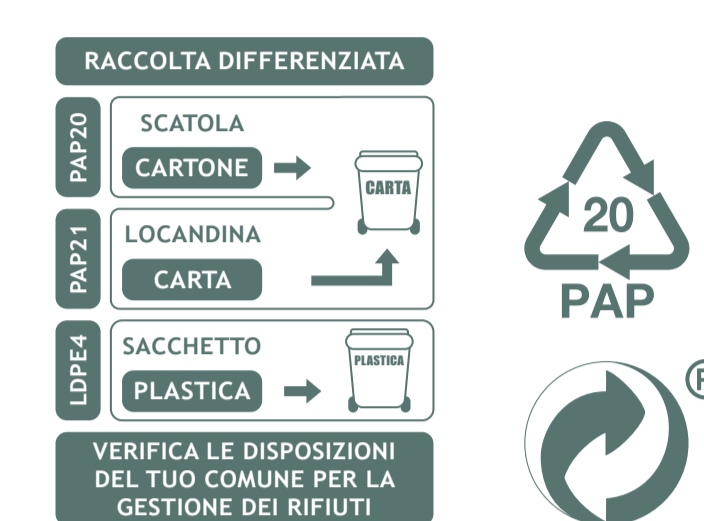 RACCOLTA DIFFERENZIATA
PAP20
SCATOLA
CARTONE
CARTA
PAP21
LOCANDINA
CARTA
LDPE4
SACCHETTO
PLASTICA
PLASTICA
VERIFICA LE DISPOSIZIONI
DEL TUO COMUNE PER LA
GESTIONE DEI RIFIUTI
20
PAP
®